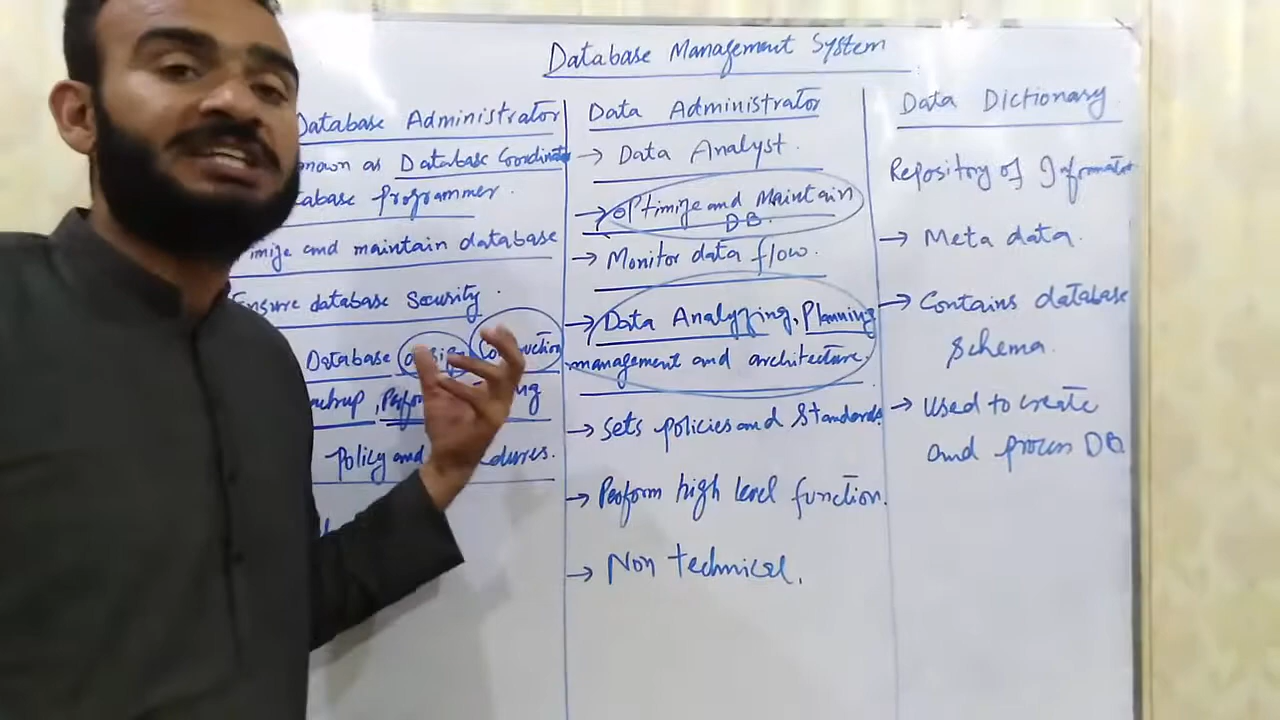 Database Management System
Database Administrator
known as Database Coordinator
Programmer.
and maintain database
Ensure database Security.
Database Construction
Policy and
Data Administrator
→ Data Analyst.
→ optimize and Maintain
DB.
→ Monitor data flow.
→ Data Analyzing, Planning
management and architecture.
→ Sets policies and Standards
→ Perform high level function.
→ Non technical.
Data Dictionary
Repository of Information
→ Meta data.
→ Contains database
Schema.
→ Used to create
and process DB